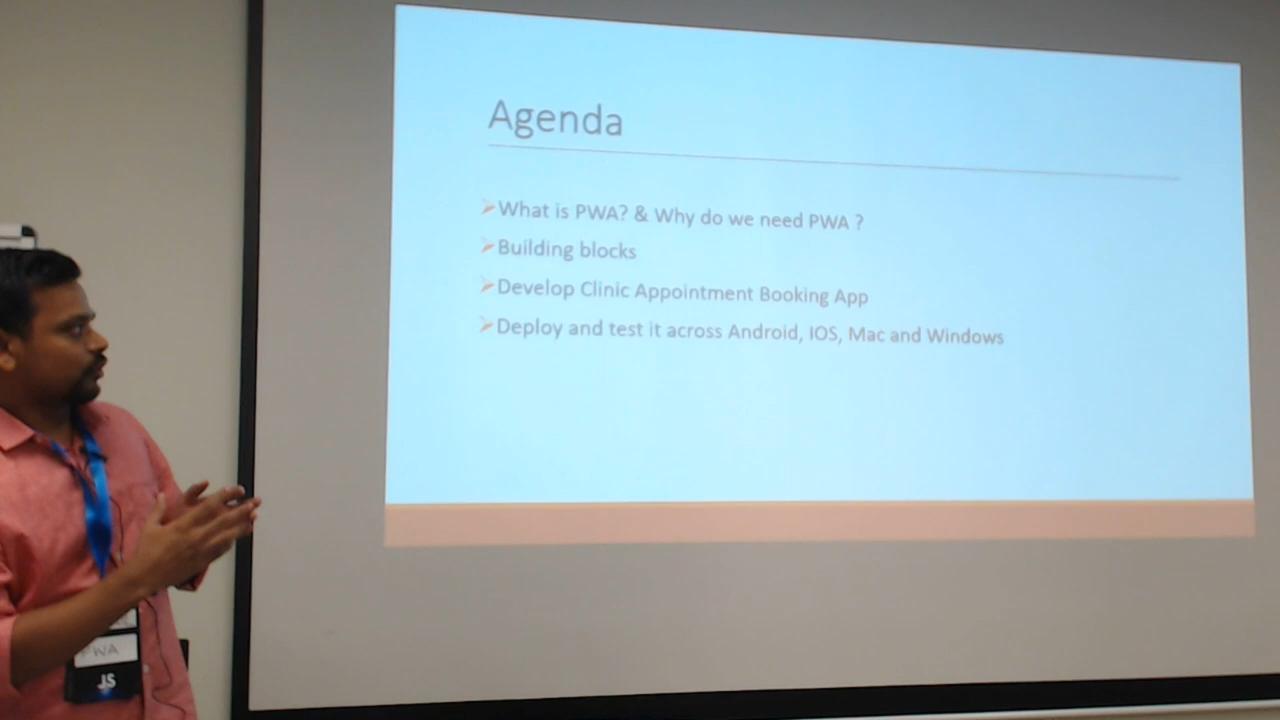 Agenda
What is PWA? & Why do we need PWA ?
Building blocks
Develop Clinic Appointment Booking App
Deploy and test it across Android, IOS, Mac and Windows
PWA
JS